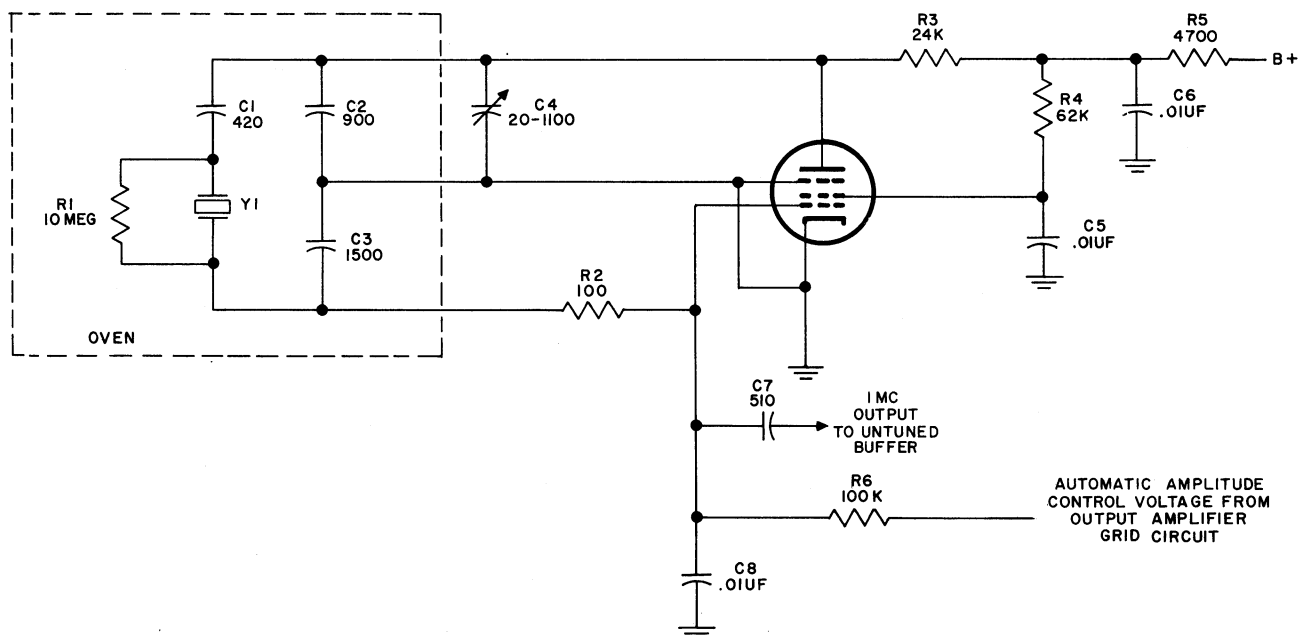 R3
24K
R5
4700
B+
C1
420
C2
900
C4
20-1100
R4
62K
C6
.01UF
R1
10 MEG
Y1
C3
1500
C5
.01UF
R2
100
OVEN
C7
510
1 MC
OUTPUT
TO UNTUNED
BUFFER
R6
100K
AUTOMATIC AMPLITUDE
CONTROL VOLTAGE FROM
OUTPUT AMPLIFIER
GRID CIRCUIT
C8
.01UF